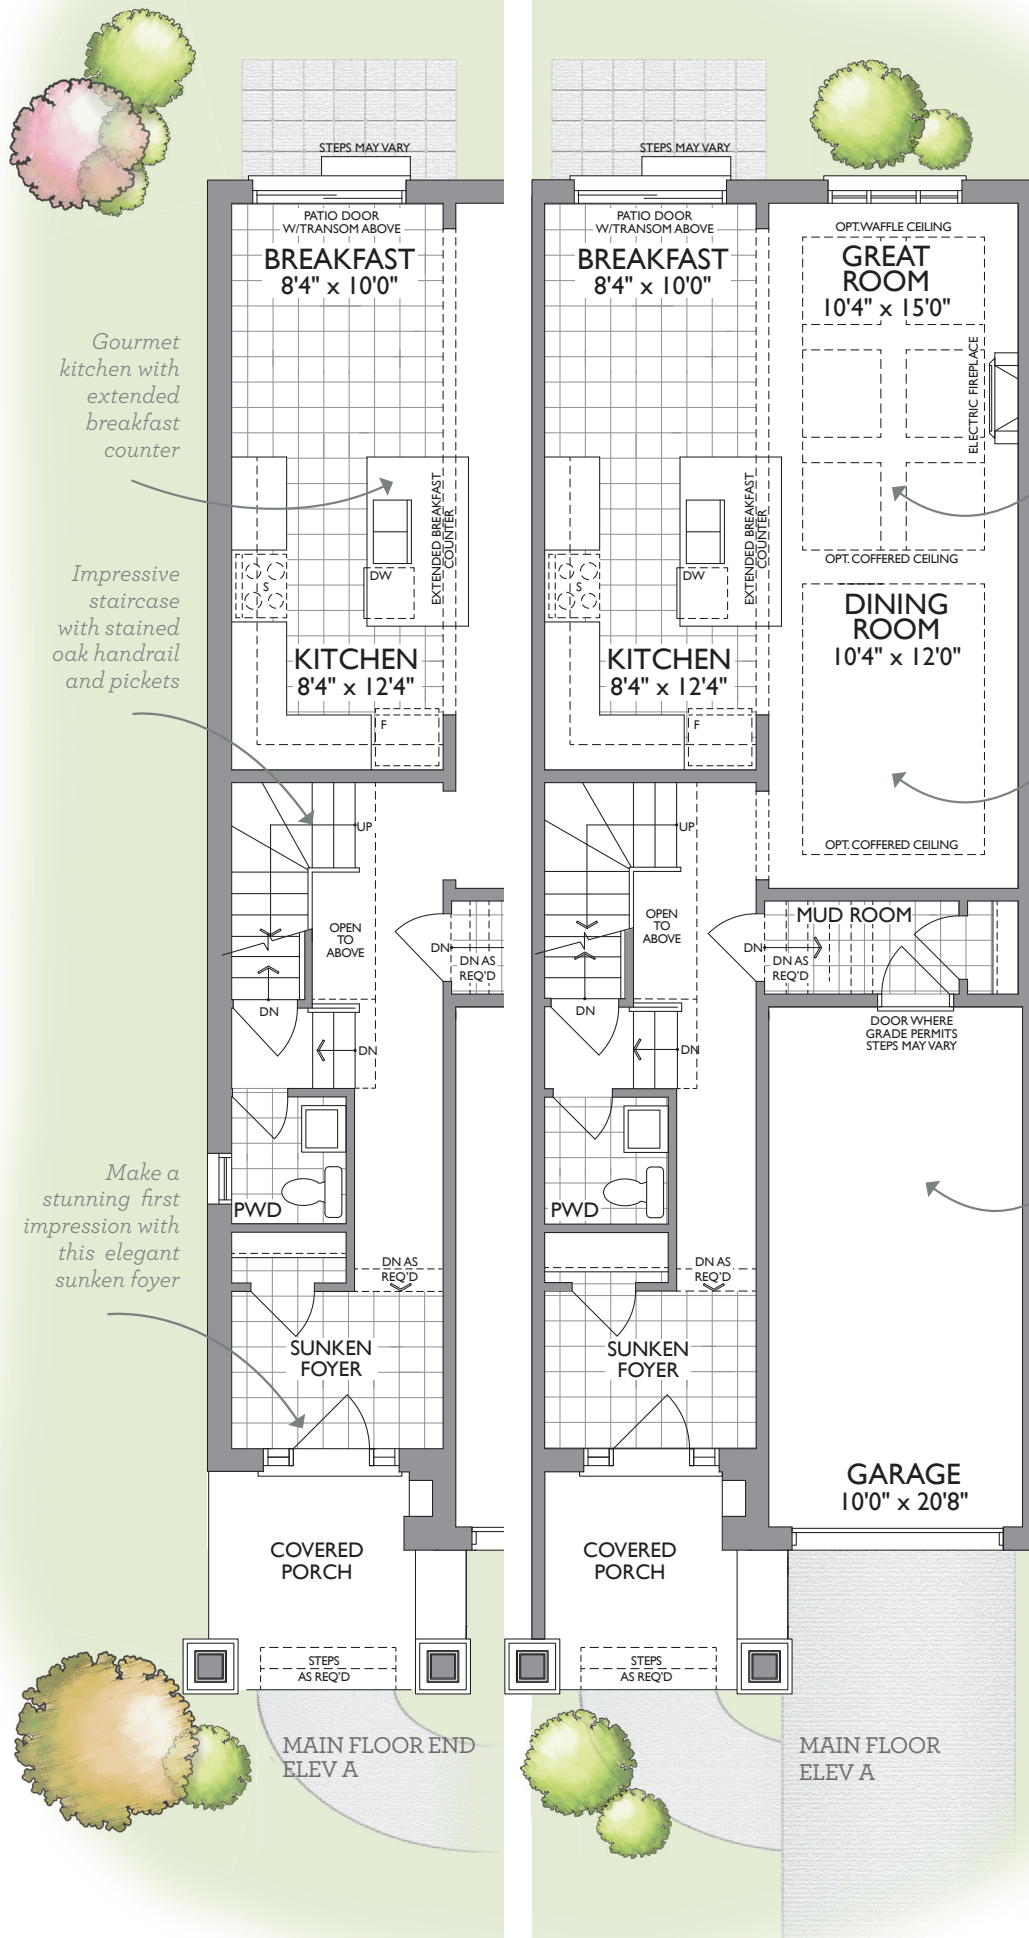 STEPS MAY VARY
PATIO DOOR
W/TRANSOM ABOVE
BREAKFAST
8'4" x 10'0"
Gourmet
kitchen with
extended
breakfast
counter
EXTENDED BREAKFAST
COUNTER
DW
S
Impressive
staircase
with stained
oak handrail
and pickets
KITCHEN
8'4" x 12'4"
F
UP
OPEN
TO
ABOVE
DN
DN AS
REQ'D
DN
DN
PWD
Make a
stunning first
impression with
this elegant
sunken foyer
DN AS
REQ'D
SUNKEN
FOYER
COVERED
PORCH
STEPS
AS REQ'D
MAIN FLOOR END
ELEV A
STEPS MAY VARY
PATIO DOOR
W/TRANSOM ABOVE
BREAKFAST
8'4" x 10'0"
OPT. WAFFLE CEILING
GREAT
ROOM
10'4" x 15'0"
ELECTRIC FIREPLACE
EXTENDED BREAKFAST
COUNTER
DW
S
OPT. COFFERED CEILING
DINING
ROOM
10'4" x 12'0"
KITCHEN
8'4" x 12'4"
F
UP
OPT. COFFERED CEILING
OPEN
TO
ABOVE
MUD ROOM
DN
DN AS
REQ'D
DN
DOOR WHERE
GRADE PERMITS
STEPS MAY VARY
DN
PWD
DN AS
REQ'D
SUNKEN
FOYER
GARAGE
10'0" x 20'8"
COVERED
PORCH
STEPS
AS REQ'D
MAIN FLOOR
ELEV A